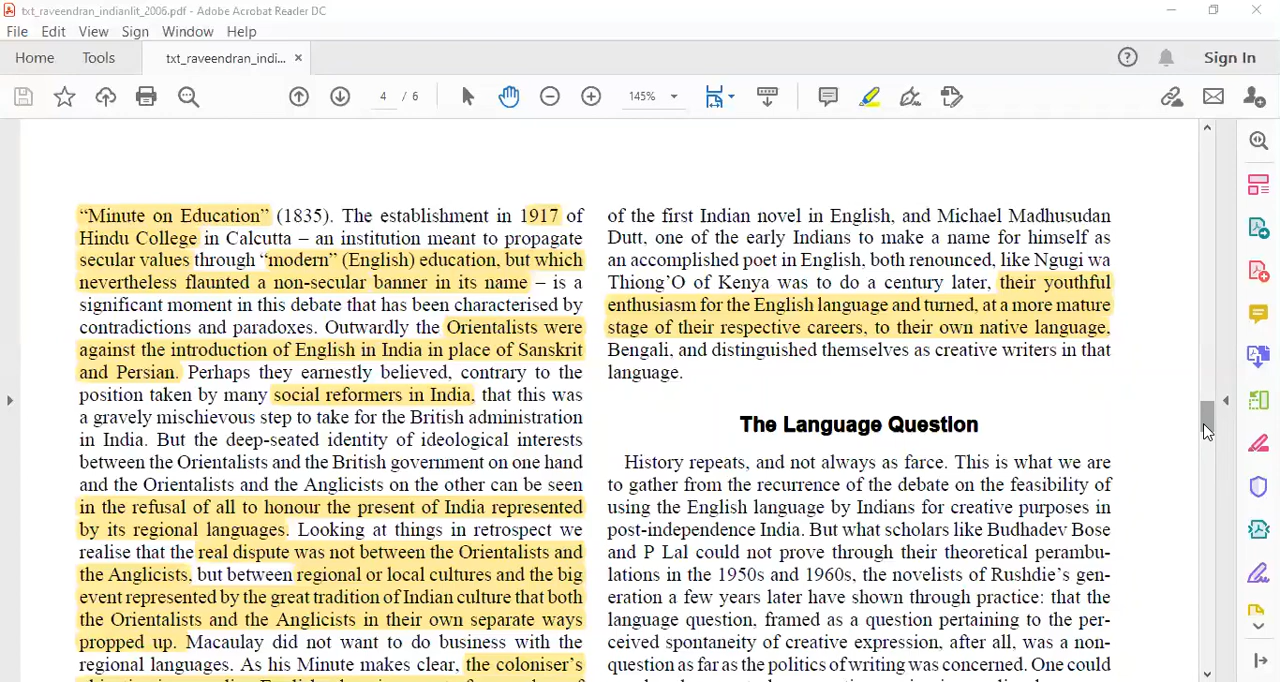 txt_raveendran_indianlit_2006.pdf - Adobe Acrobat Reader DC
File Edit View Sign Window Help
Home Tools txt_raveendran_indi... × Sign In
4 / 6 145%
“Minute on Education” (1835). The establishment in 1917 of
Hindu College in Calcutta – an institution meant to propagate
secular values through “modern” (English) education, but which
nevertheless flaunted a non-secular banner in its name – is a
significant moment in this debate that has been characterised by
contradictions and paradoxes. Outwardly the Orientalists were
against the introduction of English in India in place of Sanskrit
and Persian. Perhaps they earnestly believed, contrary to the
position taken by many social reformers in India, that this was
a gravely mischievous step to take for the British administration
in India. But the deep-seated identity of ideological interests
between the Orientalists and the British government on one hand
and the Orientalists and the Anglicists on the other can be seen
in the refusal of all to honour the present of India represented
by its regional languages. Looking at things in retrospect we
realise that the real dispute was not between the Orientalists and
the Anglicists, but between regional or local cultures and the big
event represented by the great tradition of Indian culture that both
the Orientalists and the Anglicists in their own separate ways
propped up. Macaulay did not want to do business with the
regional languages. As his Minute makes clear, the coloniser’s
of the first Indian novel in English, and Michael Madhusudan
Dutt, one of the early Indians to make a name for himself as
an accomplished poet in English, both renounced, like Ngugi wa
Thiong’O of Kenya was to do a century later, their youthful
enthusiasm for the English language and turned, at a more mature
stage of their respective careers, to their own native language,
Bengali, and distinguished themselves as creative writers in that
language.
The Language Question
History repeats, and not always as farce. This is what we are
to gather from the recurrence of the debate on the feasibility of
using the English language by Indians for creative purposes in
post-independence India. But what scholars like Budhadev Bose
and P Lal could not prove through their theoretical perambu-
lations in the 1950s and 1960s, the novelists of Rushdie’s gen-
eration a few years later have shown through practice: that the
language question, framed as a question pertaining to the per-
ceived spontaneity of creative expression, after all, was a non-
question as far as the politics of writing was concerned. One could